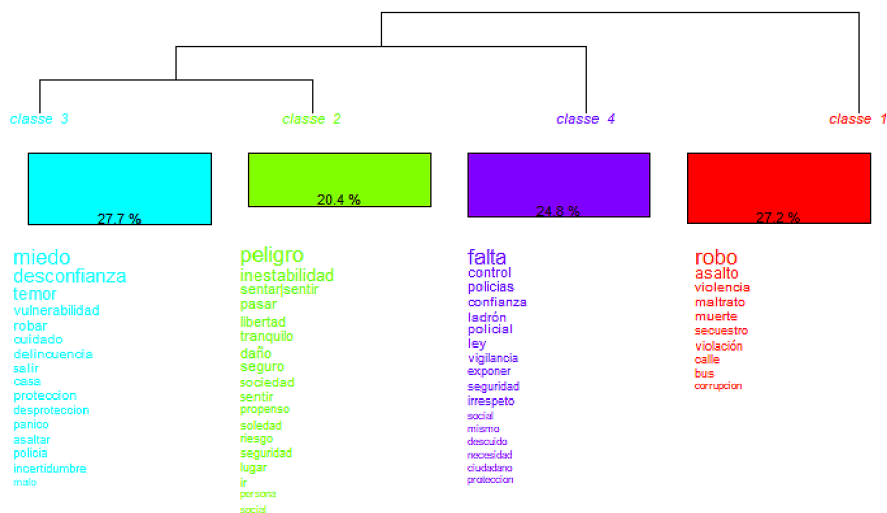 classe 3
classe 2
classe 4
classe 1
27.7 %
20.4 %
24.8 %
27.2 %
miedo
desconfianza
temor
vulnerabilidad
robar
cuidado
delincuencia
salir
casa
proteccion
desproteccion
panico
asaltar
policia
incertidumbre
malo
peligro
inestabilidad
sentar|sentir
pasar
libertad
tranquilo
daño
seguro
sociedad
sentir
propenso
soledad
riesgo
seguridad
lugar
ir
persona
social
falta
control
policias
confianza
ladrón
policial
ley
vigilancia
exponer
seguridad
irrespeto
social
mismo
descuido
necesidad
ciudadano
proteccion
robo
asalto
violencia
maltrato
muerte
secuestro
violación
calle
bus
corrupcion